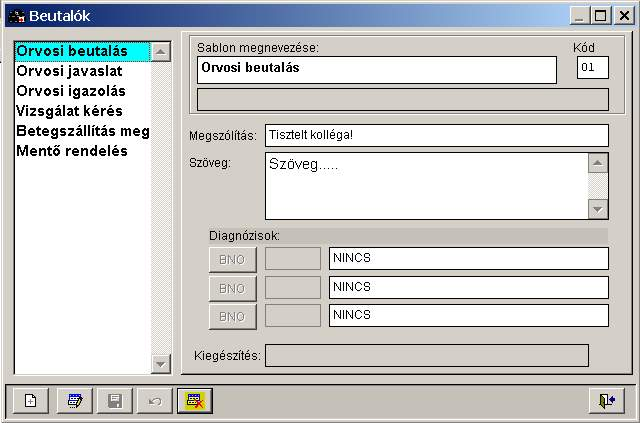 Beutalók
Orvosi beutalás
Orvosi javaslat
Orvosi igazolás
Vizsgálat kérés
Betegszállítás meg
Mentő rendelés
Sablon megnevezése:
Kód
Orvosi beutalás
01
Megszólítás:
Tisztelt kolléga!
Szöveg:
Szöveg.....
Diagnózisok:
BNO
NINCS
BNO
NINCS
BNO
NINCS
Kiegészítés: